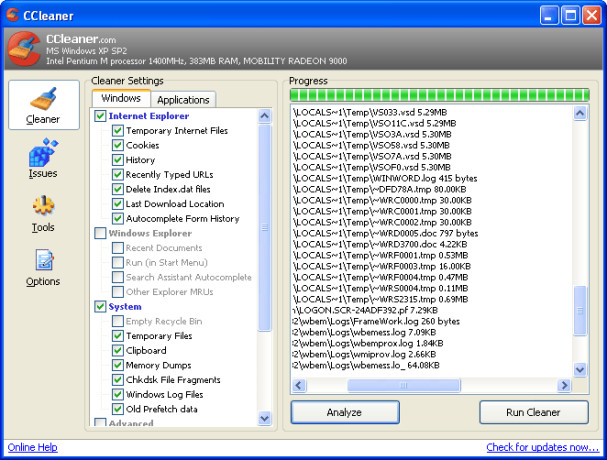 CCleaner
CCleaner.com
MS Windows XP SP2
Intel Pentium M processor 1400MHz, 383MB RAM, MOBILITY RADEON 9000
Cleaner
Issues
Tools
Options
Cleaner Settings
Windows
Applications
Internet Explorer
Temporary Internet Files
Cookies
History
Recently Typed URLs
Delete Index.dat files
Last Download Location
Autocomplete Form History
Windows Explorer
Recent Documents
Run (in Start Menu)
Search Assistant Autocomplete
Other Explorer MRUs
System
Empty Recycle Bin
Temporary Files
Clipboard
Memory Dumps
Chkdsk File Fragments
Windows Log Files
Old Prefetch data
Advanced
Progress
\LOCALS~1\Temp\VSO33.vsd 5.29MB
\LOCALS~1\Temp\VSO11C.vsd 5.29MB
\LOCALS~1\Temp\VSO3A.vsd 5.30MB
\LOCALS~1\Temp\VSO58.vsd 5.30MB
\LOCALS~1\Temp\VSO7A.vsd 5.30MB
\LOCALS~1\Temp\VSOF0.vsd 5.30MB
\LOCALS~1\Temp\WINWORD.log 415 bytes
\LOCALS~1\Temp\~DFD78A.tmp 80.00KB
\LOCALS~1\Temp\~WRC0000.tmp 30.00KB
\LOCALS~1\Temp\~WRC0001.tmp 30.00KB
\LOCALS~1\Temp\~WRC0002.tmp 30.00KB
\LOCALS~1\Temp\~WRD0005.doc 797 bytes
\LOCALS~1\Temp\~WRD3700.doc 4.22KB
\LOCALS~1\Temp\~WRF0001.tmp 0.53MB
\LOCALS~1\Temp\~WRF0003.tmp 16.00KB
\LOCALS~1\Temp\~WRF0004.tmp 0.47MB
\LOCALS~1\Temp\~WRS0004.tmp 0.11MB
\LOCALS~1\Temp\~WRS2315.tmp 0.69MB
\LOGON.SCR-24ADF392.pf 7.29KB
32\wbem\Logs\FrameWork.log 260 bytes
32\wbem\Logs\wbemess.log 7.09KB
32\wbem\Logs\wbemprox.log 1.84KB
32\wbem\Logs\wmiprov.log 2.66KB
32\wbem\Logs\wbemess.lo_ 64.08KB
Analyze
Run Cleaner
Online Help
Check for updates now...